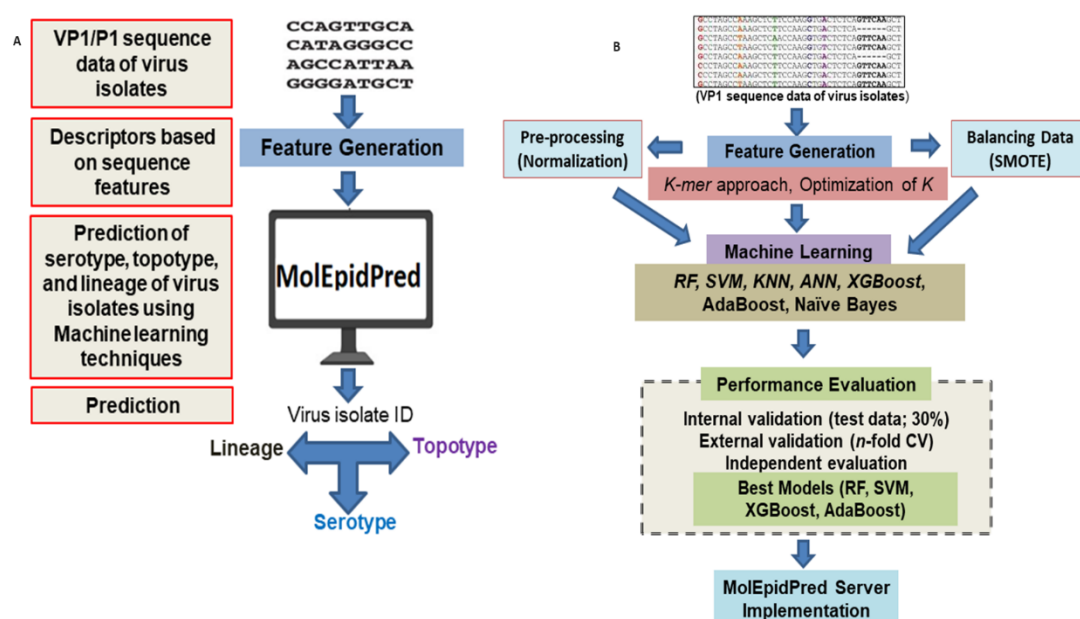 A
VP1/P1 sequence
data of virus
isolates
CCAGTTGCA
CATAGGGCC
AGCCATTAA
GGGGATGCT
Descriptors based
on sequence
features
Feature Generation
Prediction of
serotype, topotype,
and lineage of virus
isolates using
Machine learning
techniques
MolEpidPred
Prediction
Virus isolate ID
Lineage
Topotype
Serotype
B
(VP1 sequence data of virus isolates)
Pre-processing
(Normalization)
Feature Generation
Balancing Data
(SMOTE)
K-mer approach, Optimization of K
Machine Learning
RF, SVM, KNN, ANN, XGBoost,
AdaBoost, Naïve Bayes
Performance Evaluation
Internal validation (test data; 30%)
External validation (n-fold CV)
Independent evaluation
Best Models (RF, SVM,
XGBoost, AdaBoost)
MolEpidPred Server
Implementation